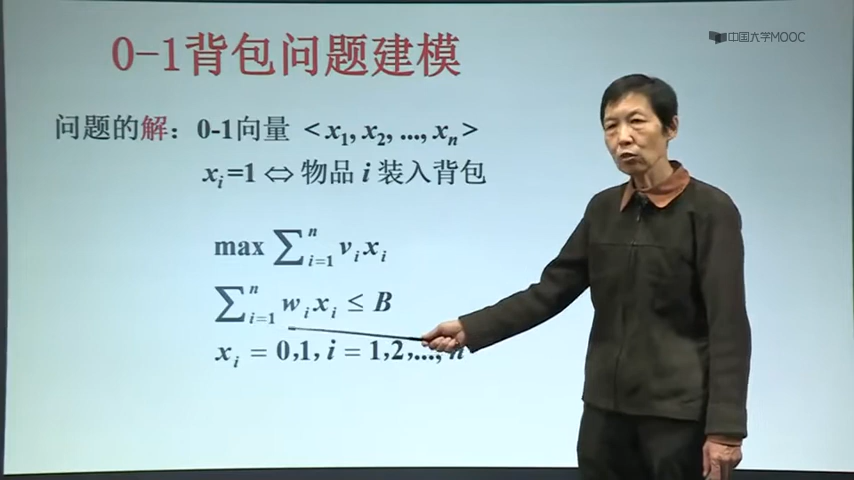 中国大学MOOC
0-1背包问题建模
问题的解：0-1向量 <x₁, x₂, ..., xₙ>
xᵢ=1 ⇔ 物品 i 装入背包
max ∑ⁿᵢ₌₁ vᵢxᵢ
∑ⁿᵢ₌₁ wᵢxᵢ ≤ B
xᵢ = 0,1, i = 1,2,..., n